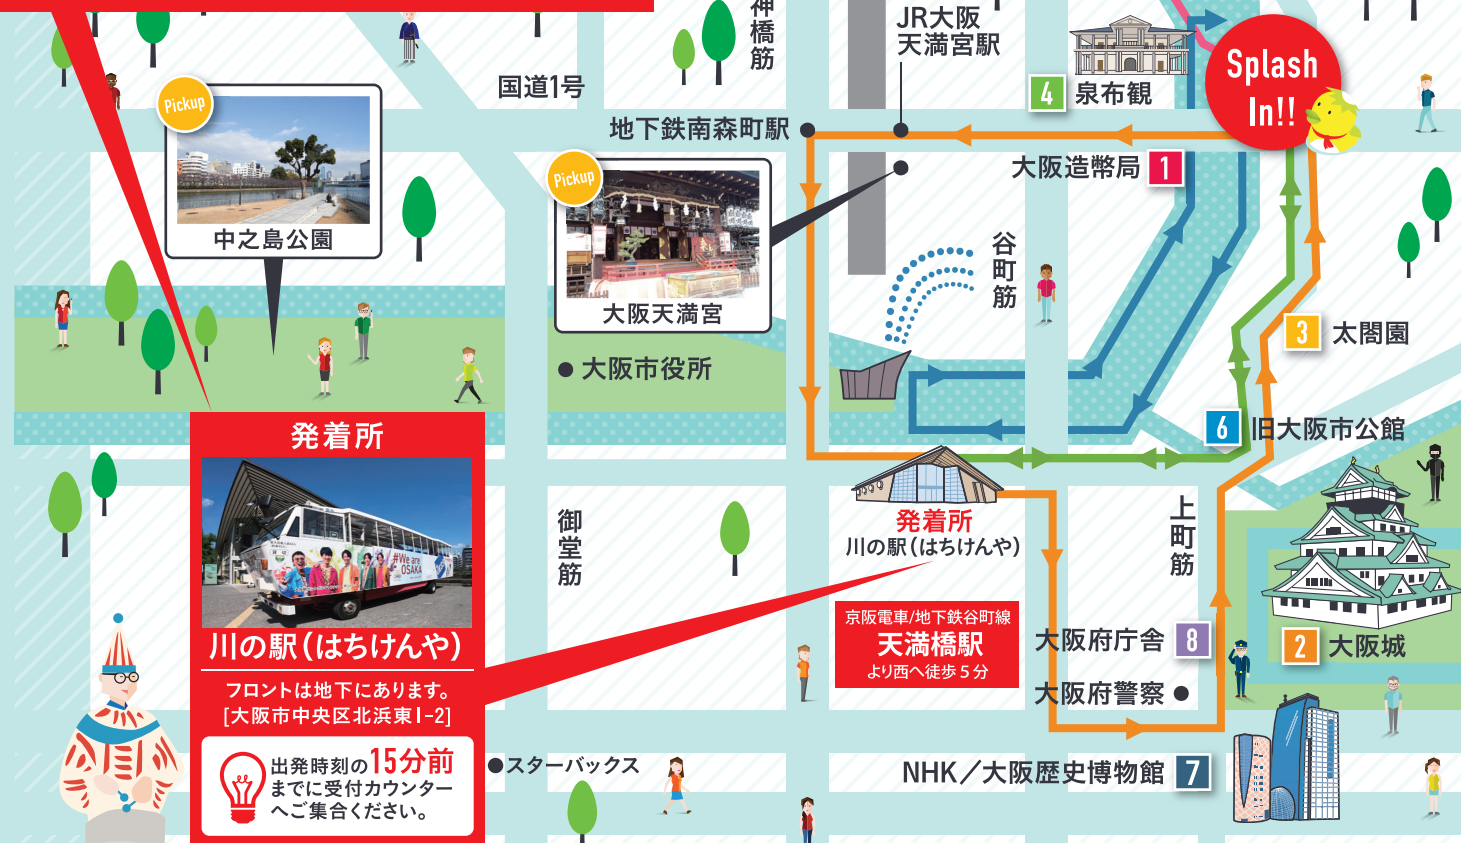 神橋筋
JR大阪
天満宮駅
国道1号
地下鉄南森町駅
4 泉布観
Splash
In!!
大阪造幣局 1
Pickup
中之島公園
Pickup
大阪天満宮
谷町筋
3 太閤園
大阪市役所
6 旧大阪市公館
発着所
#We are
OSAKA
川の駅(はちけんや)
フロントは地下にあります。
[大阪市中央区北浜東1-2]
出発時刻の15分前
までに受付カウンター
へご集合ください。
スターバックス
御堂筋
発着所
川の駅(はちけんや)
京阪電車/地下鉄谷町線
天満橋駅
より西へ徒歩5分
上町筋
大阪府庁舎 8
大阪府警察
2 大阪城
NHK/大阪歴史博物館 7